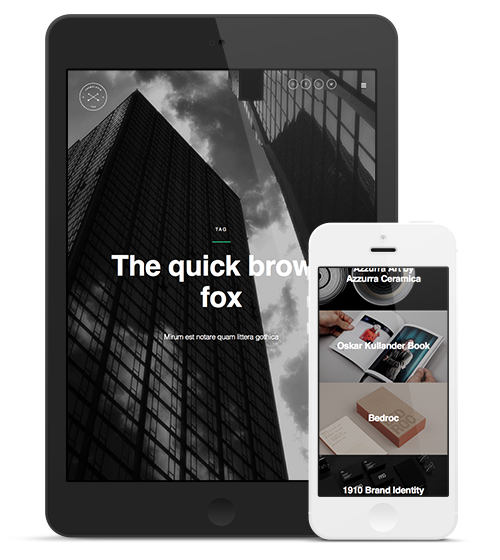 TAG
The quick brow
fox
Mirum est notare quam littera gothica
Azzurra Art by
Azzurra Ceramica
Oskar Kullander Book
Bedroc
1910 Brand Identity